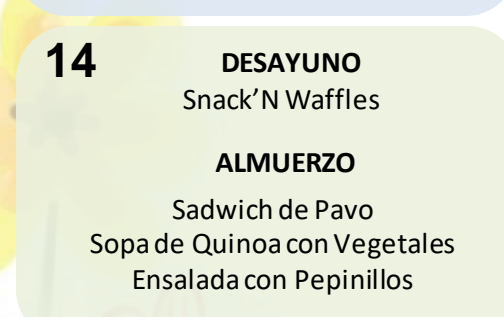 14
DESAYUNO
Snack’N Waffles
ALMUERZO
Sadwich de Pavo
Sopa de Quinoa con Vegetales
Ensalada con Pepinillos